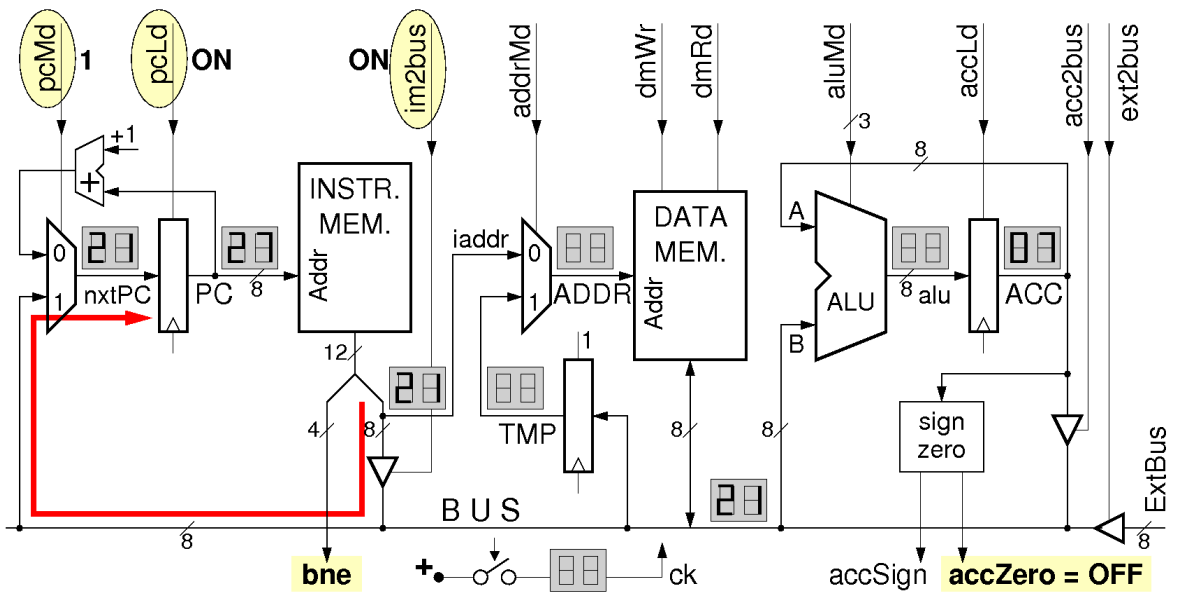 pcMd
1
pcLd
ON
ON
im2bus
addrMd
dmWr
dmRd
aluMd
accLd
acc2bus
ext2bus
+1
+
3
8
INSTR.
MEM.
Addr
DATA
MEM.
Addr
A
B
ALU
0
1
21
nxtPC
27
PC
8
iaddr
0
1
ADDR
8
alu
07
ACC
12
21
4
8
TMP
1
8
8
sign
zero
ExtBus
8
21
B U S
8
bne
+
ck
accSign
accZero = OFF